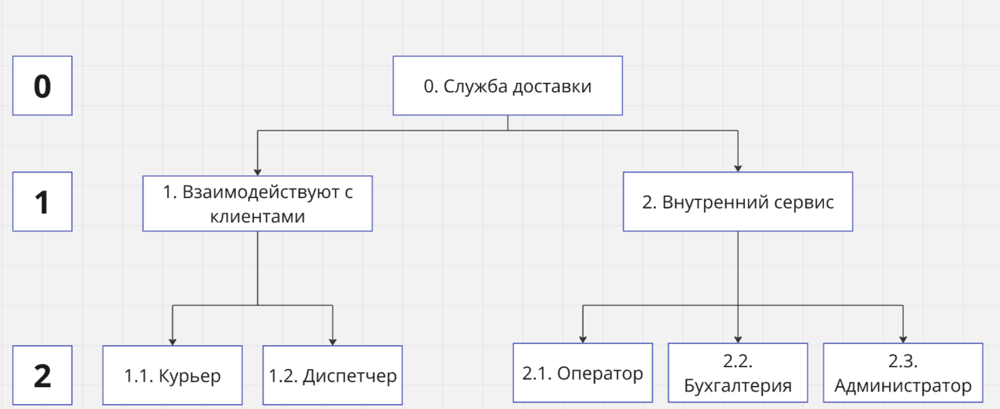 0
0. Служба доставки
1
1. Взаимодействуют с
клиентами
2. Внутренний сервис
2
1.1. Курьер
1.2. Диспетчер
2.1. Оператор
2.2.
Бухгалтерия
2.3.
Администратор